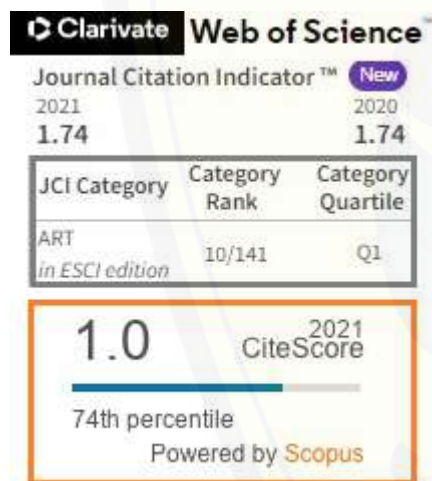 Clarivate Web of Science™
Journal Citation Indicator ™ New
2021 2020
1.74 1.74
JCI Category Category Rank Category Quartile
ART
in ESCI edition 10/141 Q1
1.0 2021
CiteScore
74th percentile
Powered by Scopus